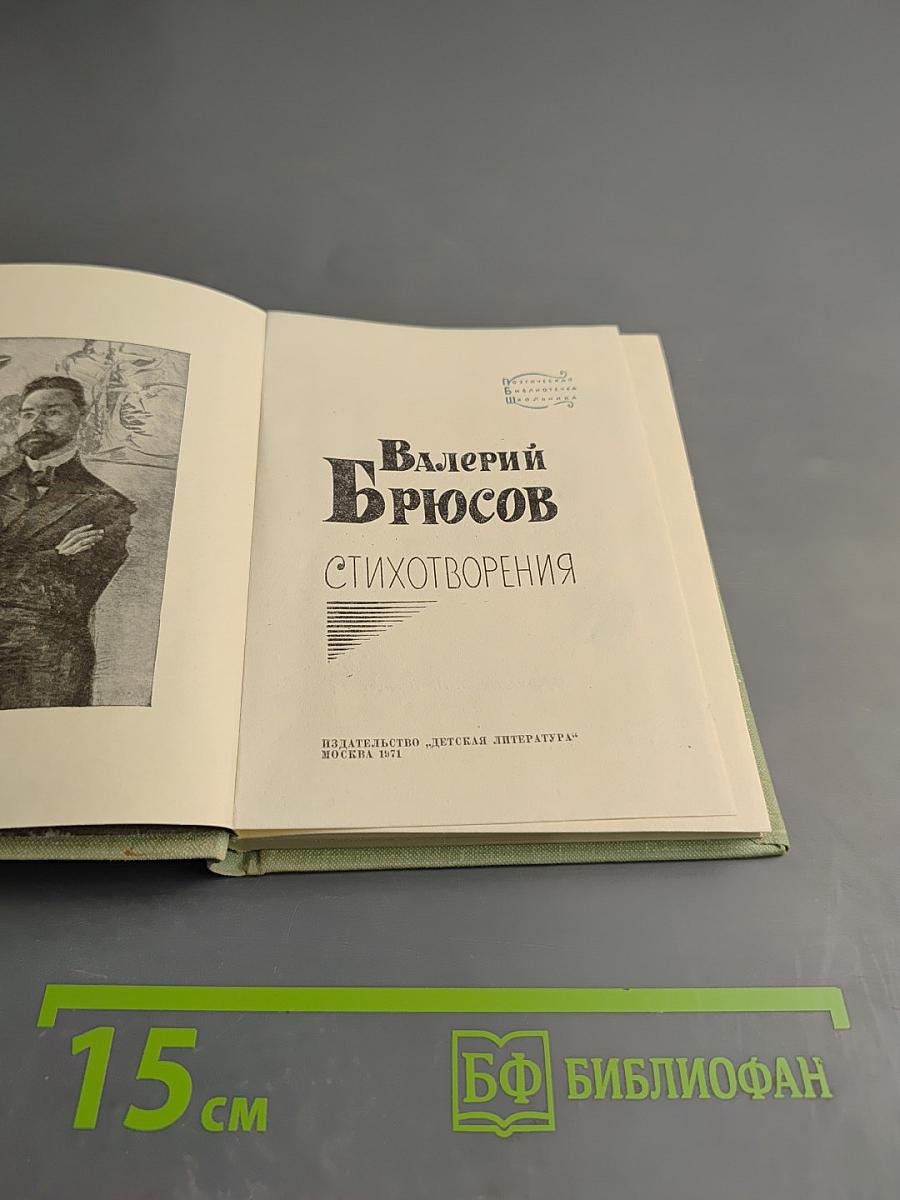 Поэтическая
Библиотечка
Школьника
Валерий
Брюсов
СТИХОТВОРЕНИЯ
ИЗДАТЕЛЬСТВО „ДЕТСКАЯ ЛИТЕРАТУРА“
МОСКВА 1971
15 см
БФ БИБЛИОФАН